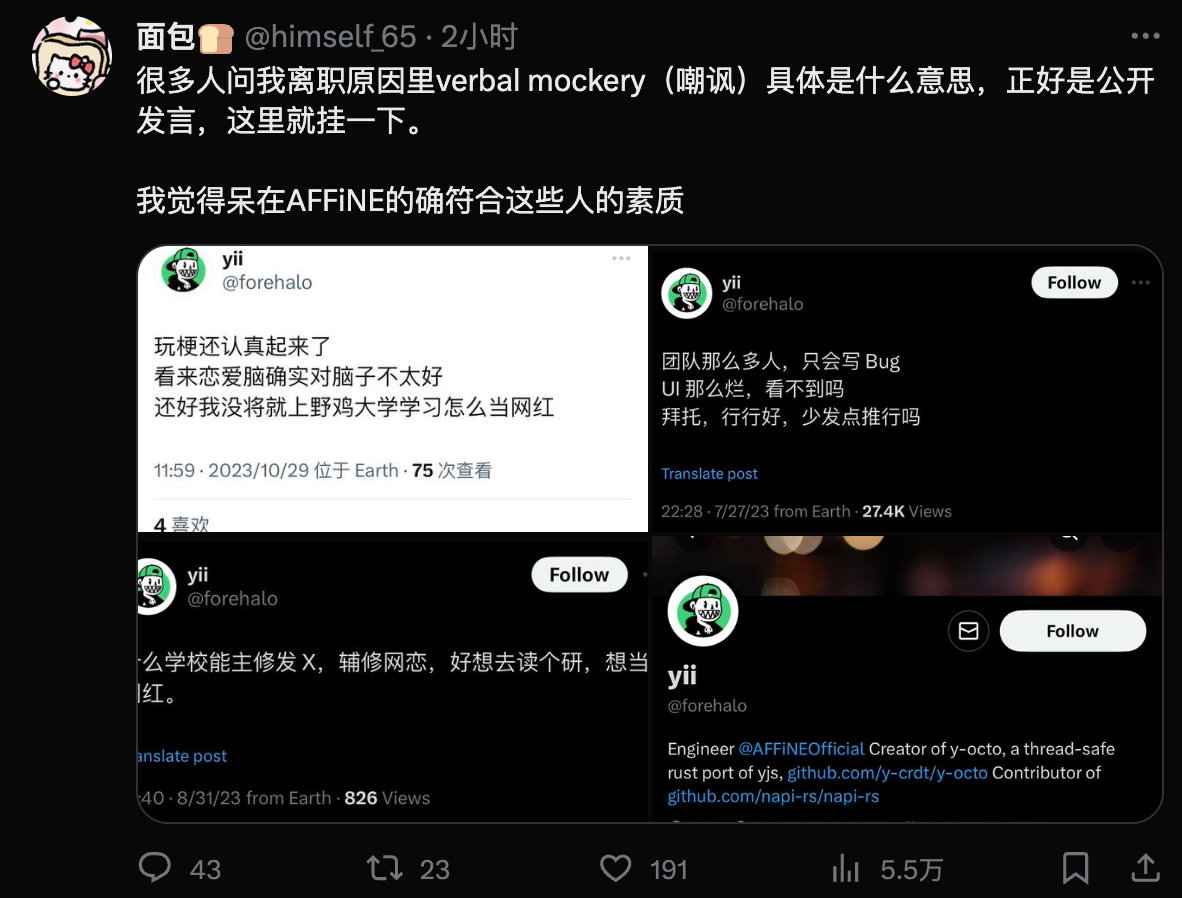 面包🍞 @himself_65 · 2小时
很多人问我离职原因里verbal mockery（嘲讽）具体是什么意思，正好是公开
发言，这里就挂一下。
我觉得呆在AFFiNE的确符合这些人的素质
yii
@forehalo
玩梗还认真起来了
看来恋爱脑确实对脑子不太好
还好我没将就上野鸡大学学习怎么当网红
11:59 · 2023/10/29 位于 Earth · 75 次查看
4 喜欢
yii
@forehalo
Follow
团队那么多人，只会写 Bug
UI 那么烂，看不到吗
拜托，行行好，少发点推行吗
Translate post
22:28 · 7/27/23 from Earth · 27.4K Views
yii
@forehalo
Follow
么学校能主修发 X，辅修网恋，好想去读个研，想当
红。
anslate post
:40 · 8/31/23 from Earth · 826 Views
Follow
yii
@forehalo
Engineer @AFFiNEOfficial Creator of y-octo, a thread-safe
rust port of yjs, github.com/y-crdt/y-octo Contributor of
github.com/napi-rs/napi-rs
43 23 191 5.5万